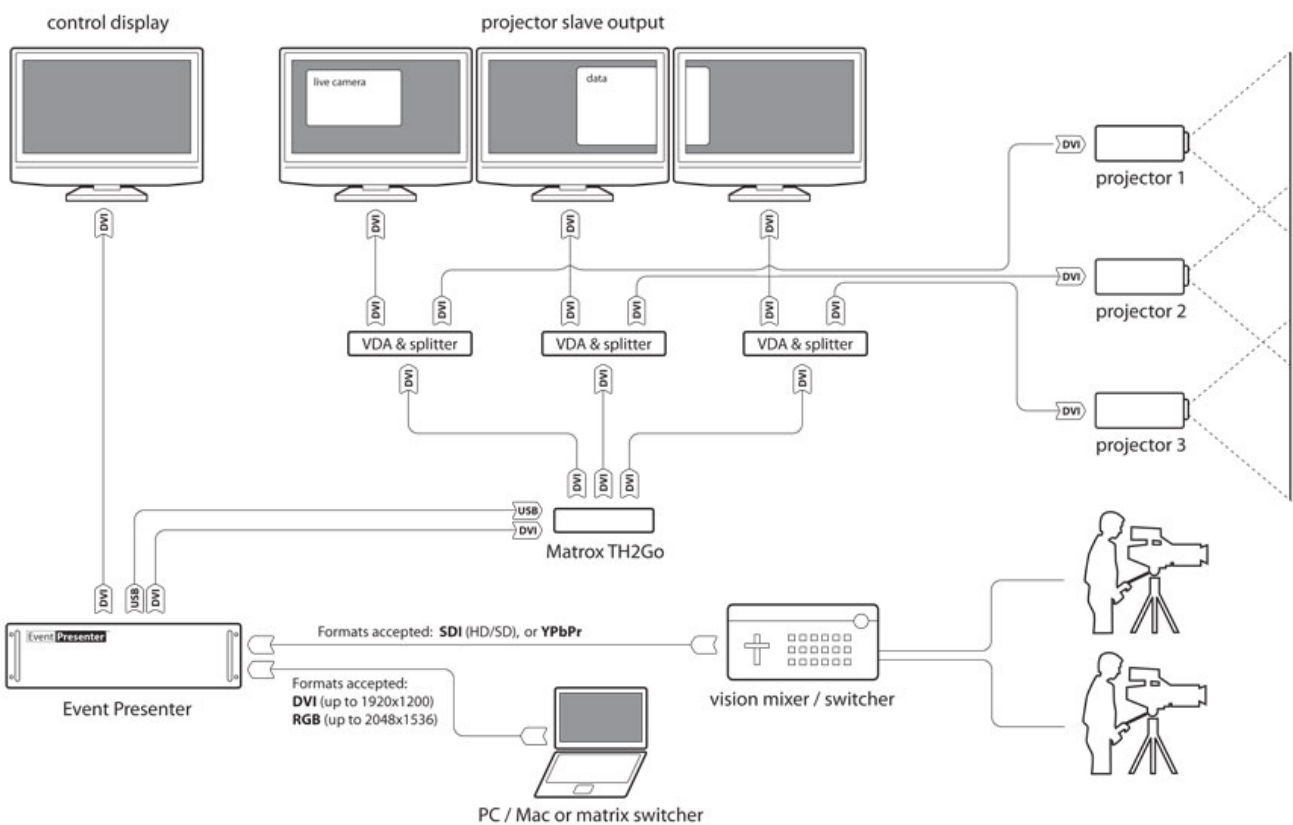 control display
projector slave output
live camera
data
DVI
projector 1
DVI
DVI
DVI
DVI
DVI
projector 2
DVI
DVI
DVI
DVI
DVI
DVI
VDA & splitter
VDA & splitter
VDA & splitter
DVI
DVI
DVI
DVI
projector 3
DVI
DVI
DVI
USB
DVI
Matrox TH2Go
DVI
USB
DVI
Event Presenter
Formats accepted: SDI (HD/SD), or YPbPr
Event Presenter
Formats accepted:
DVI (up to 1920x1200)
RGB (up to 2048x1536)
vision mixer / switcher
PC / Mac or matrix switcher